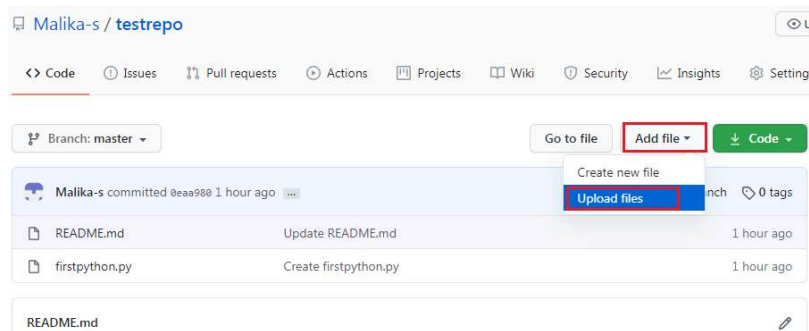 Malika-s / testrepo
Code Issues Pull requests Actions Projects Wiki Security Insights Setting
Branch: master Go to file Add file Code
Create new file
Malika-s committed 0eaa980 1 hour ago ... 0 tags
Upload files
README.md Update README.md 1 hour ago
firstpython.py Create firstpython.py 1 hour ago
README.md